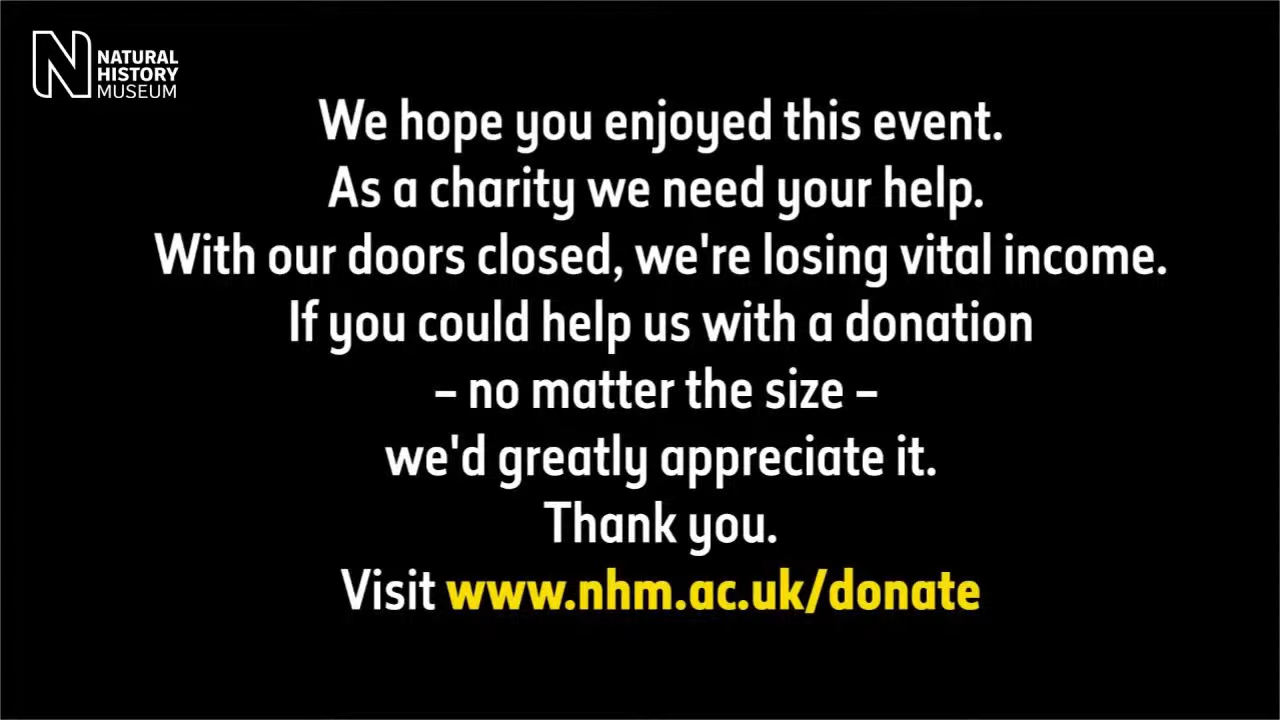 NATURAL
HISTORY
MUSEUM
We hope you enjoyed this event.
As a charity we need your help.
With our doors closed, we're losing vital income.
If you could help us with a donation
– no matter the size –
we'd greatly appreciate it.
Thank you.
Visit www.nhm.ac.uk/donate